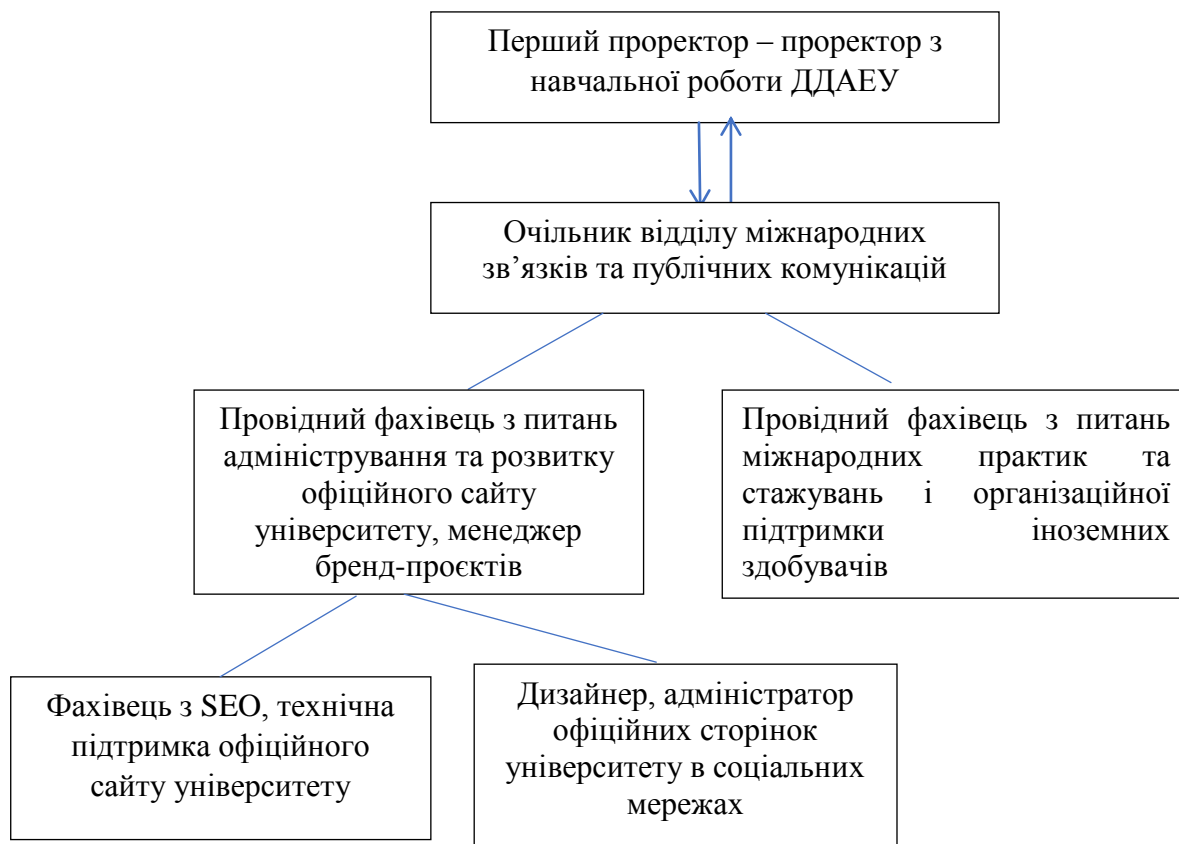 Перший проректор – проректор з
навчальної роботи ДДАЕУ
Очільник відділу міжнародних
зв’язків та публічних комунікацій
Провідний фахівець з питань
адміністрування та розвитку
офіційного сайту
університету, менеджер
бренд-проєктів
Провідний фахівець з питань
міжнародних практик та
стажувань і організаційної
підтримки іноземних
здобувачів
Фахівець з SEO, технічна
підтримка офіційного
сайту університету
Дизайнер, адміністратор
офіційних сторінок
університету в соціальних
мережах